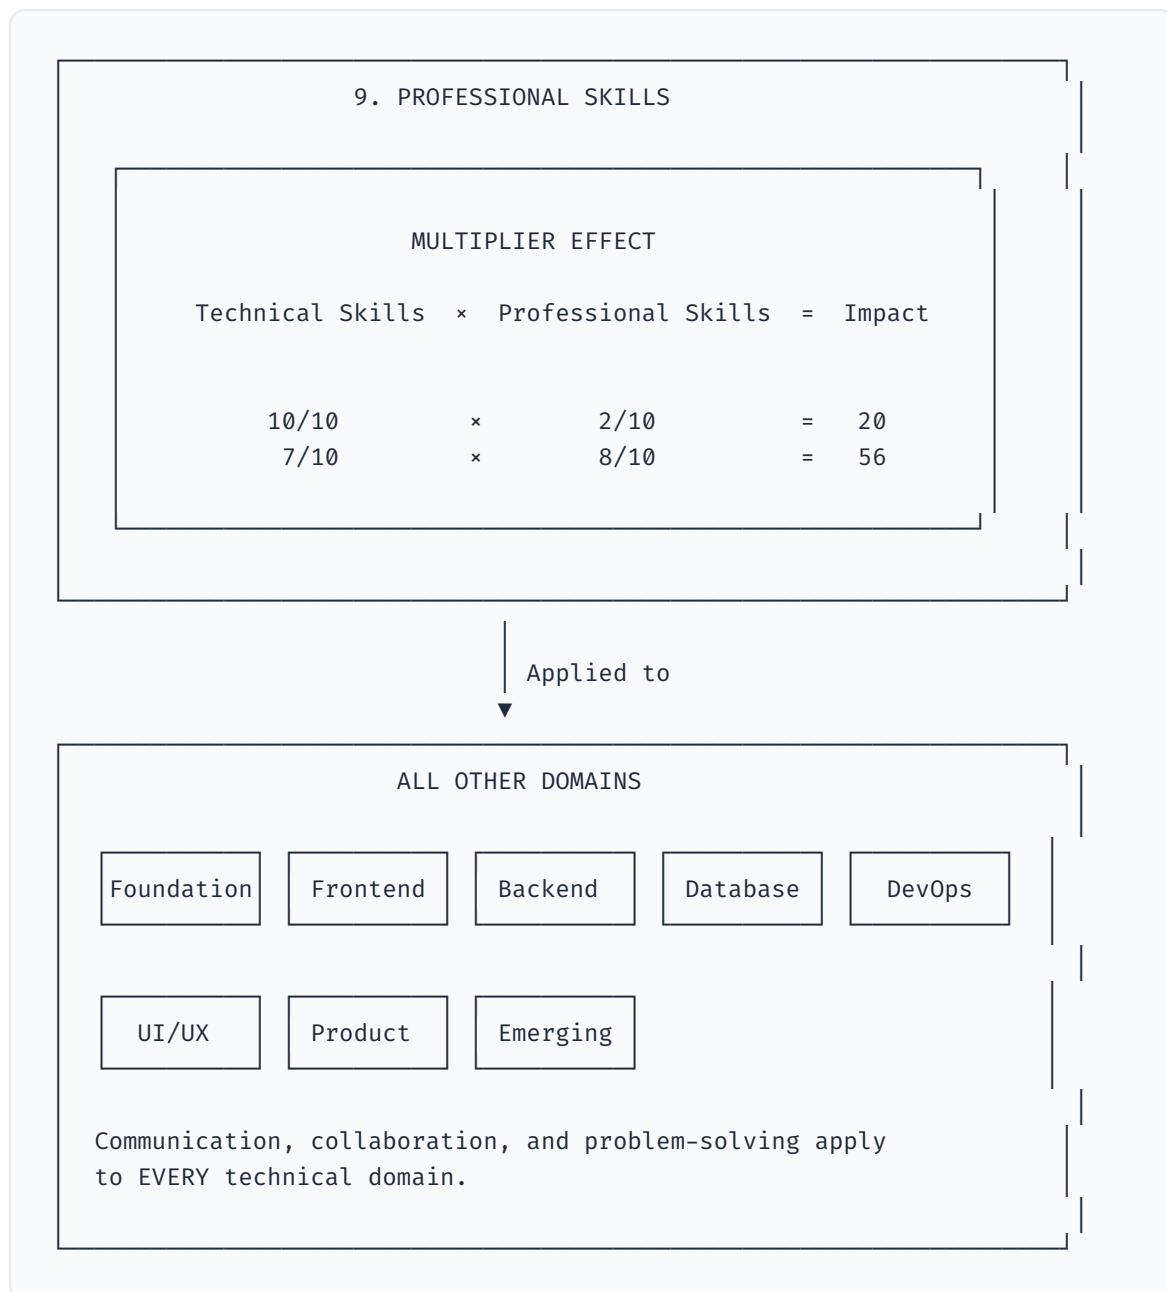 9. PROFESSIONAL SKILLS
MULTIPLIER EFFECT
Technical Skills × Professional Skills = Impact
10/10 × 2/10 = 20
7/10 × 8/10 = 56
Applied to
ALL OTHER DOMAINS
Foundation Frontend Backend Database DevOps
UI/UX Product Emerging
Communication, collaboration, and problem-solving apply
to EVERY technical domain.